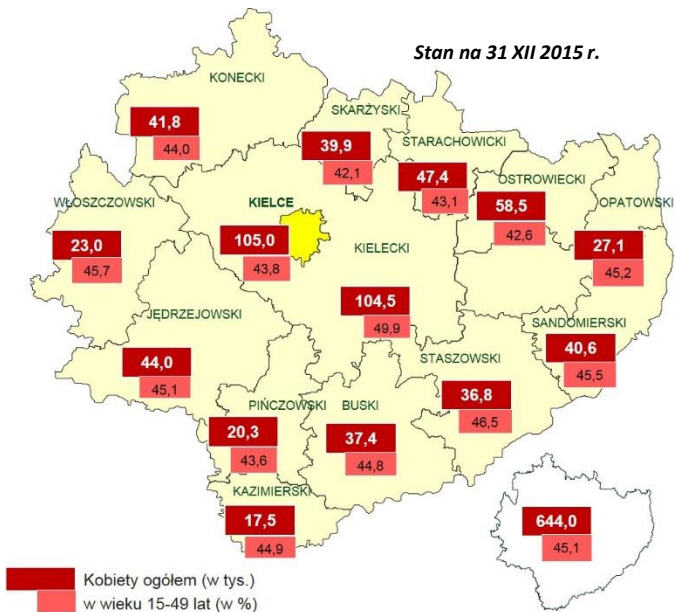 Stan na 31 XII 2015 r.
KONECKI
41,8
44,0
SKARŻYSKI
39,9
42,1
STARACHOWICKI
47,4
43,1
OSTROWIECKI
58,5
42,6
OPATOWSKI
27,1
45,2
WŁOSZCZOWSKI
23,0
45,7
KIELCE
105,0
43,8
KIELECKI
104,5
49,9
JĘDRZEJOWSKI
44,0
45,1
SANDOMIERSKI
40,6
45,5
STASZOWSKI
36,8
46,5
PIŃCZOWSKI
20,3
43,6
BUSKI
37,4
44,8
KAZIMIERSKI
17,5
44,9
644,0
45,1
Kobiety ogółem (w tys.)
w wieku 15-49 lat (w %)